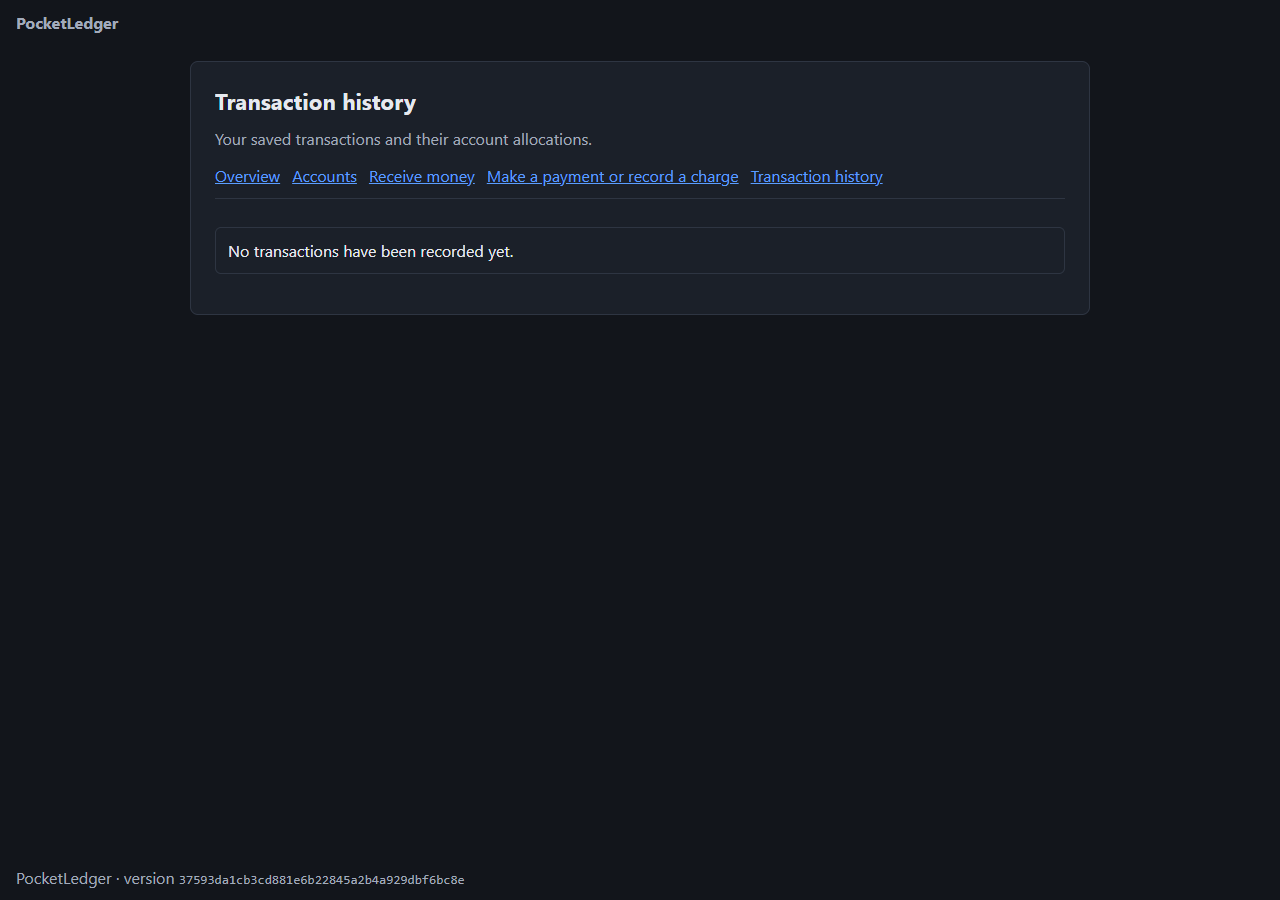 PocketLedger
Transaction history
Your saved transactions and their account allocations.
Overview Accounts Receive money Make a payment or record a charge Transaction history
No transactions have been recorded yet.
PocketLedger · version 37593da1cb3cd881e6b22845a2b4a929dbf6bc8e